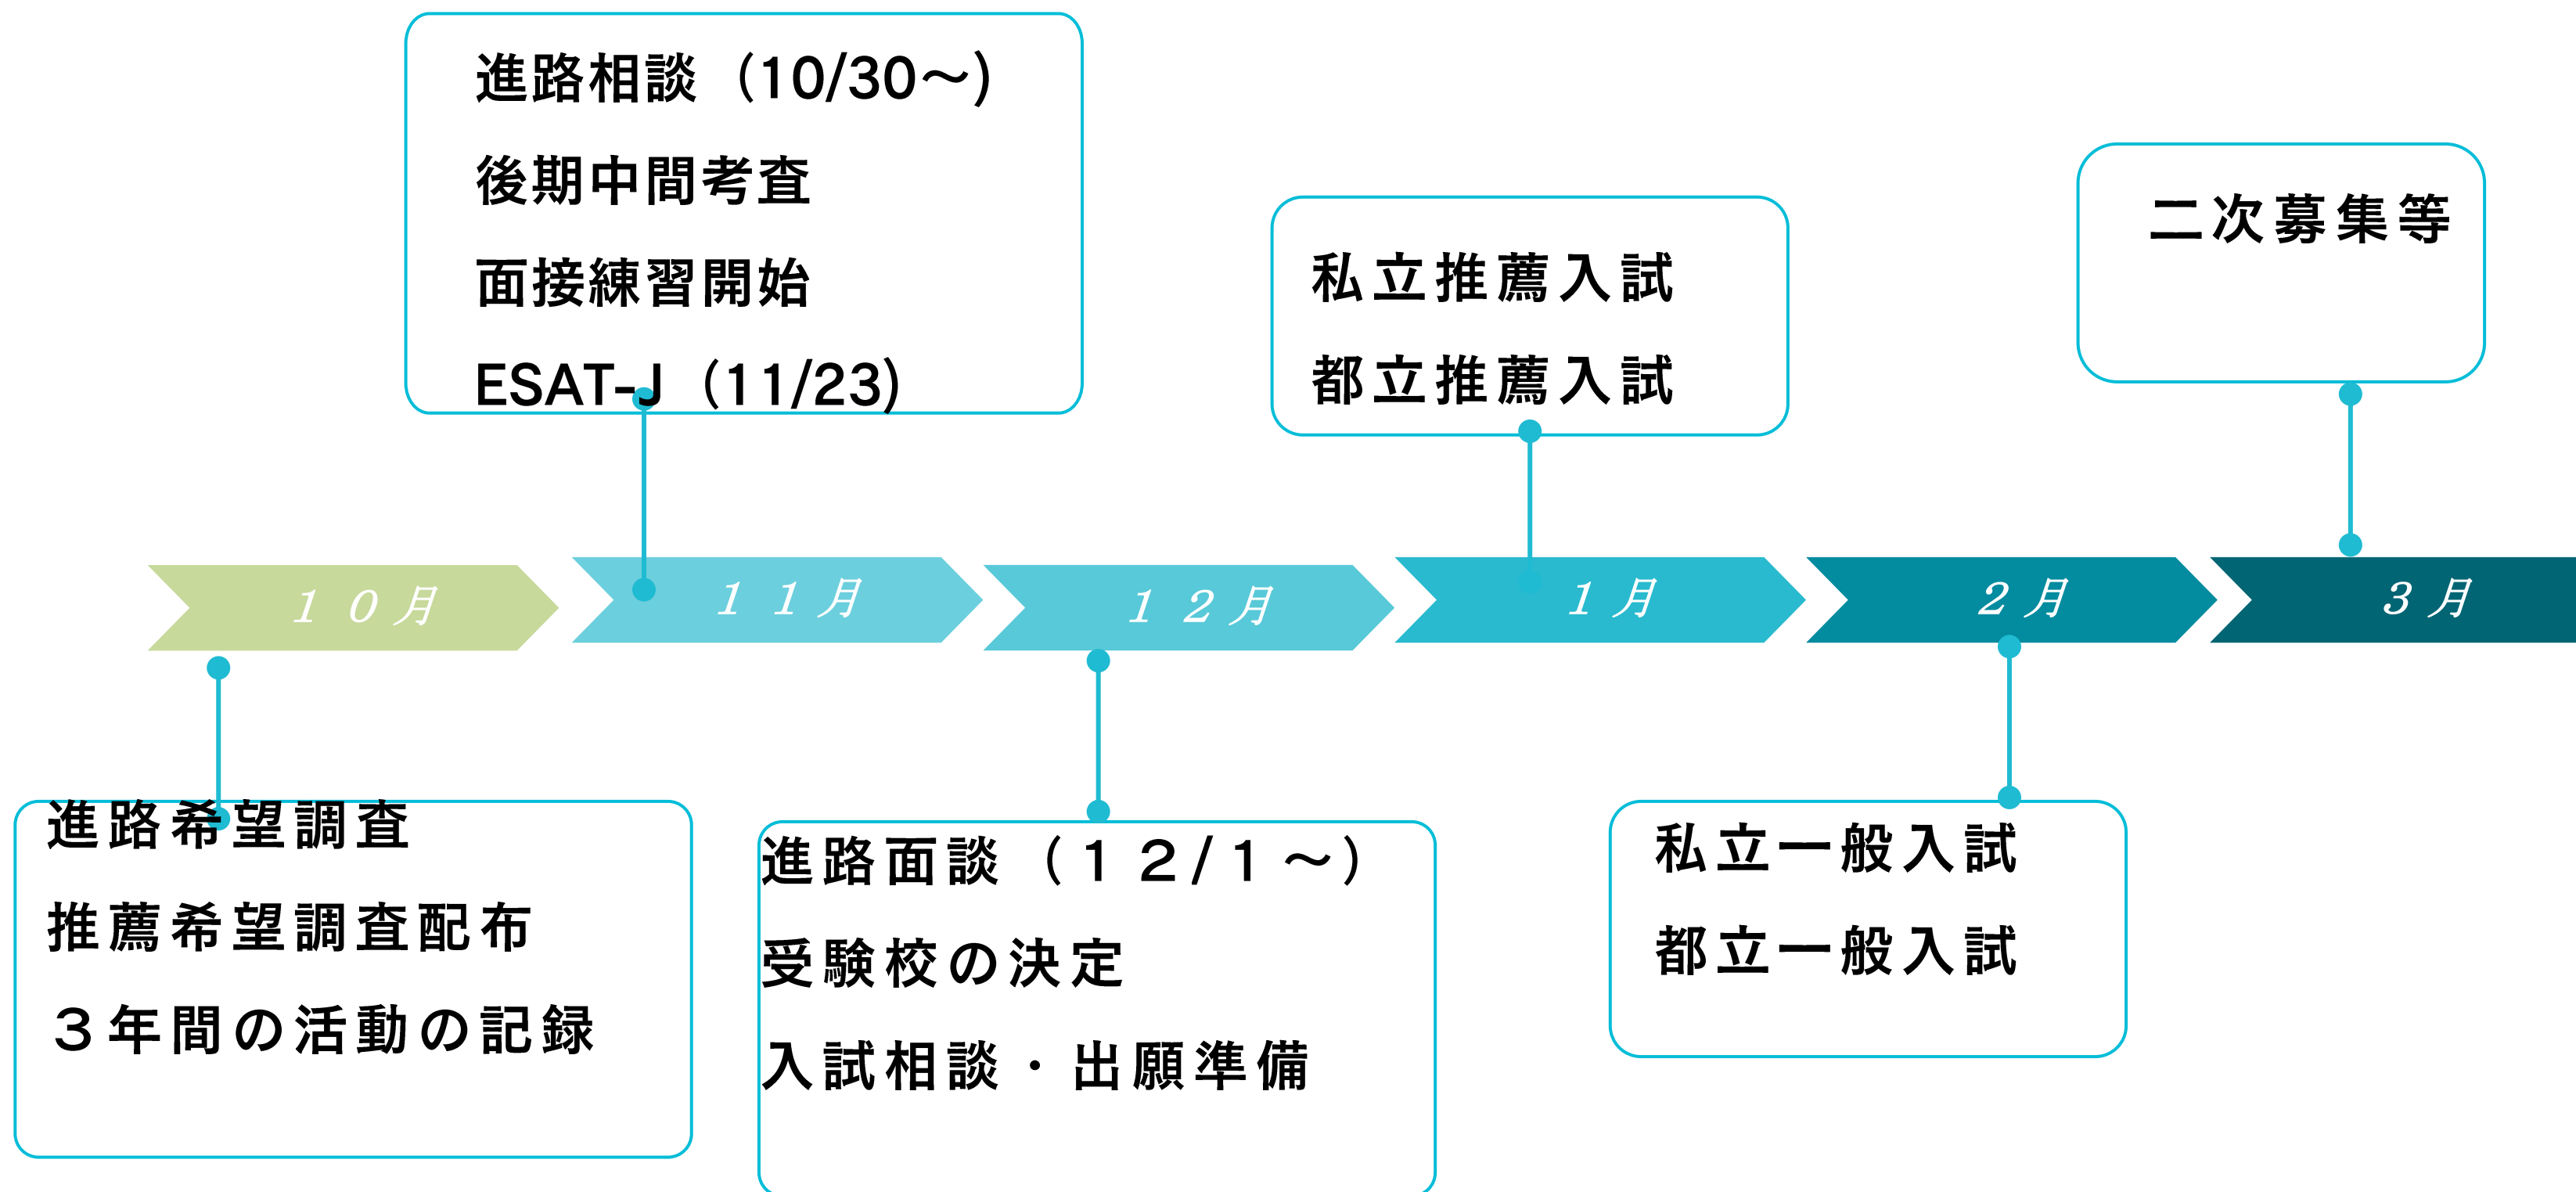 進路相談（10/30～)
後期中間考査
面接練習開始
ESAT-J（11/23)
私立推薦入試
都立推薦入試
二次募集等
１０月
１１月
１２月
１月
２月
３月
進路希望調査
推薦希望調査配布
３年間の活動の記録
進路面談（１２/１～）
受験校の決定
入試相談・出願準備
私立一般入試
都立一般入試